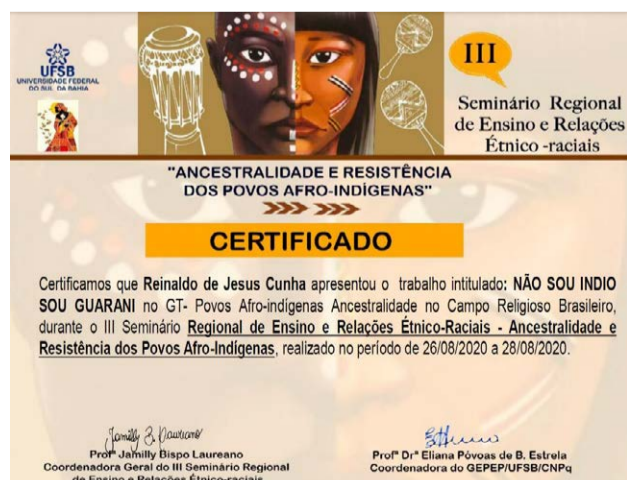 UFSB
UNIVERSIDADE FEDERAL
DO SUL DA BAHIA
III
Seminário Regional
de Ensino e Relações
Étnico -raciais
"ANCESTRALIDADE E RESISTÊNCIA
DOS POVOS AFRO-INDÍGENAS"
CERTIFICADO
Certificamos que Reinaldo de Jesus Cunha apresentou o trabalho intitulado: NÃO SOU INDIO
SOU GUARANI no GT- Povos Afro-indígenas Ancestralidade no Campo Religioso Brasileiro,
durante o III Seminário Regional de Ensino e Relações Étnico-Raciais - Ancestralidade e
Resistência dos Povos Afro-Indígenas, realizado no período de 26/08/2020 a 28/08/2020.
Jamilly B. Laureano
Profª Jamilly Bispo Laureano
Coordenadora Geral do III Seminário Regional
de Ensino e Relações Étnico-raciais
Profª Drª Eliana Póvoas de B. Estrela
Coordenadora do GEPEP/UFSB/CNPq